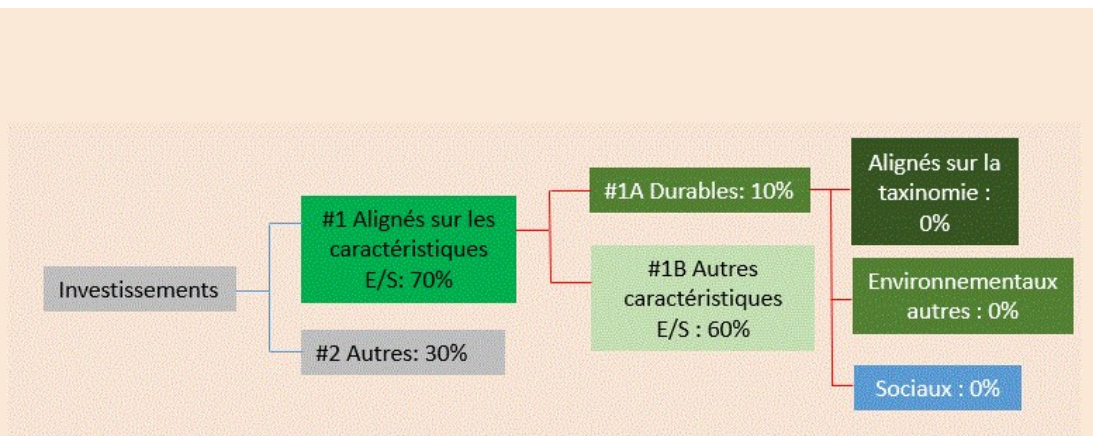 Investissements
#1 Alignés sur les
caractéristiques
E/S: 70%
#2 Autres: 30%
#1A Durables: 10%
#1B Autres
caractéristiques
E/S : 60%
Alignés sur la
taxinomie :
0%
Environnementaux
autres : 0%
Sociaux : 0%